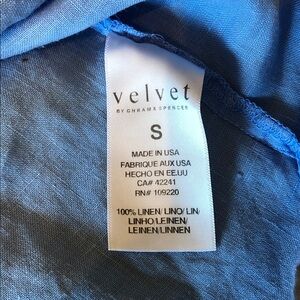 velvet
BY GRAHAM & SPENCER
S
MADE IN USA
FABRIQUE AUX USA
HECHO EN EE.UU
CA# 42241
RN# 109220
100% LINEN/ LINO/ LIN/
LINHO/LEINEN/
LEINEN/LINNEN